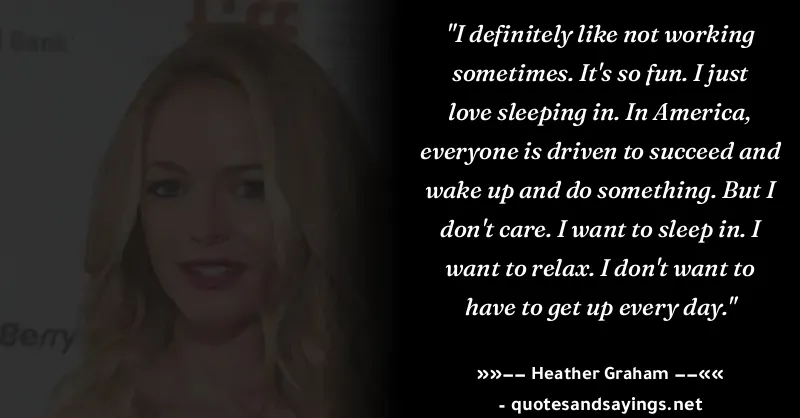 "I definitely like not working
sometimes. It's so fun. I just
love sleeping in. In America,
everyone is driven to succeed and
wake up and do something. But I
don't care. I want to sleep in. I
want to relax. I don't want to
have to get up every day."
»»–– Heather Graham ––««
- quotesandsayings.net
Bank
tiff
Berry